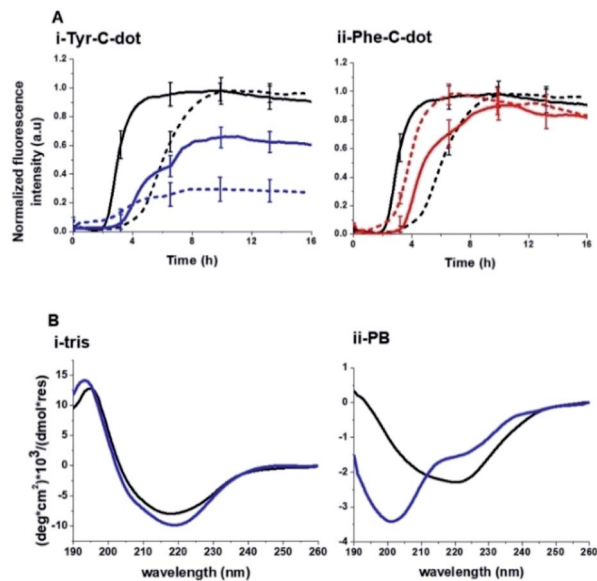 A
i-Tyr-C-dot
ii-Phe-C-dot
Normalized fluorescence
intensity (a.u)
1.0
0.8
0.6
0.4
0.2
0.0
0 4 8 12 16
Time (h)
1.0
0.8
0.6
0.4
0.2
0.0
0 4 8 12 16
Time (h)
B
i-tris
ii-PB
(deg*cm²)*10³/(dmol*res)
15
10
5
0
-5
-10
190 200 210 220 230 240 250 260
wavelength (nm)
1
0
-1
-2
-3
-4
190 200 210 220 230 240 250 260
wavelength (nm)